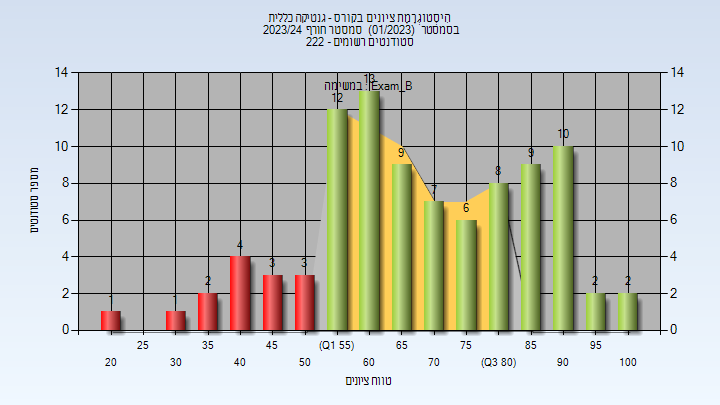 היסטוגרמת ציונים בקורס - גנטיקה כללית
בסמסטר (01/2023) סמסטר חורף 2023/24
סטודנטים רשומים - 222
במשימה: Exam_B
מספר סטודנטים
14 14
12 12
10 10
8 8
6 6
4 4
2 2
0 0
1 1 2 4 3 3 12 13 9 7 6 8 9 10 2 2
25 35 45 (Q1 55) 65 75 85 95
20 30 40 50 60 70 (Q3 80) 90 100
טווח ציונים